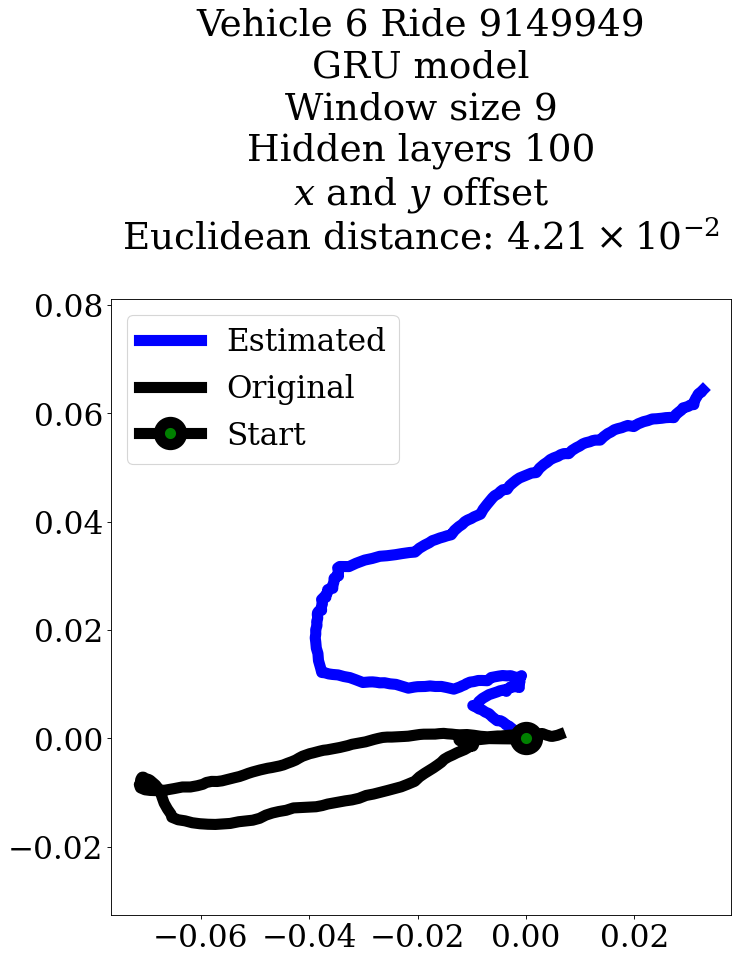 Vehicle 6 Ride 9149949
GRU model
Window size 9
Hidden layers 100
x and y offset
Euclidean distance: 4.21 × 10⁻²
Estimated
Original
Start
0.08
0.06
0.04
0.02
0.00
−0.02
−0.06 −0.04 −0.02 0.00 0.02